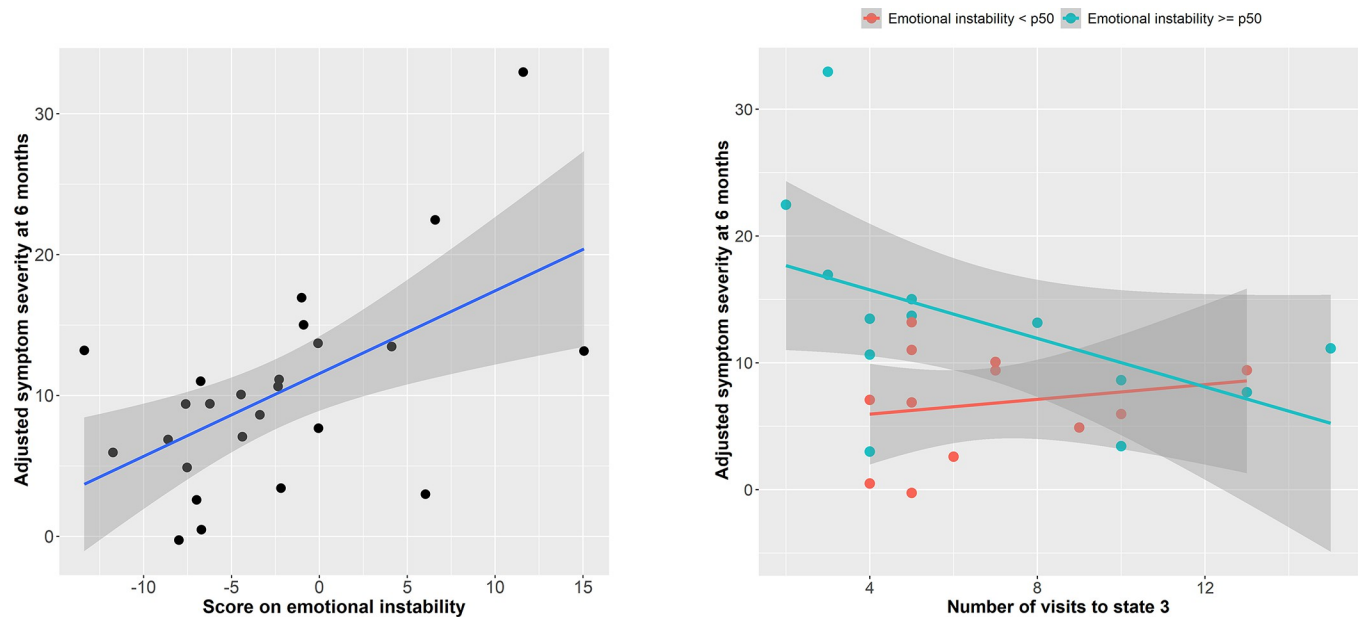 Emotional instability < p50 Emotional instability >= p50
Adjusted symptom severity at 6 months
30
20
10
0
-10 -5 0 5 10 15
Score on emotional instability
Adjusted symptom severity at 6 months
30
20
10
0
4 8 12
Number of visits to state 3